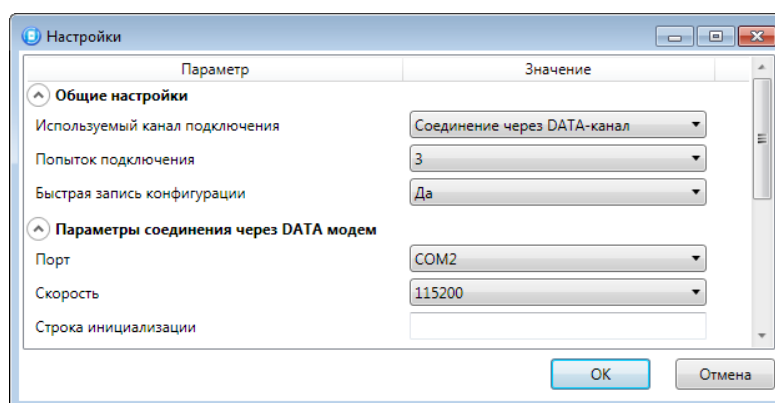 Настройки
Параметр Значение
Общие настройки
Используемый канал подключения Соединение через DATA-канал
Попыток подключения 3
Быстрая запись конфигурации Да
Параметры соединения через DATA модем
Порт COM2
Скорость 115200
Строка инициализации
OK Отмена